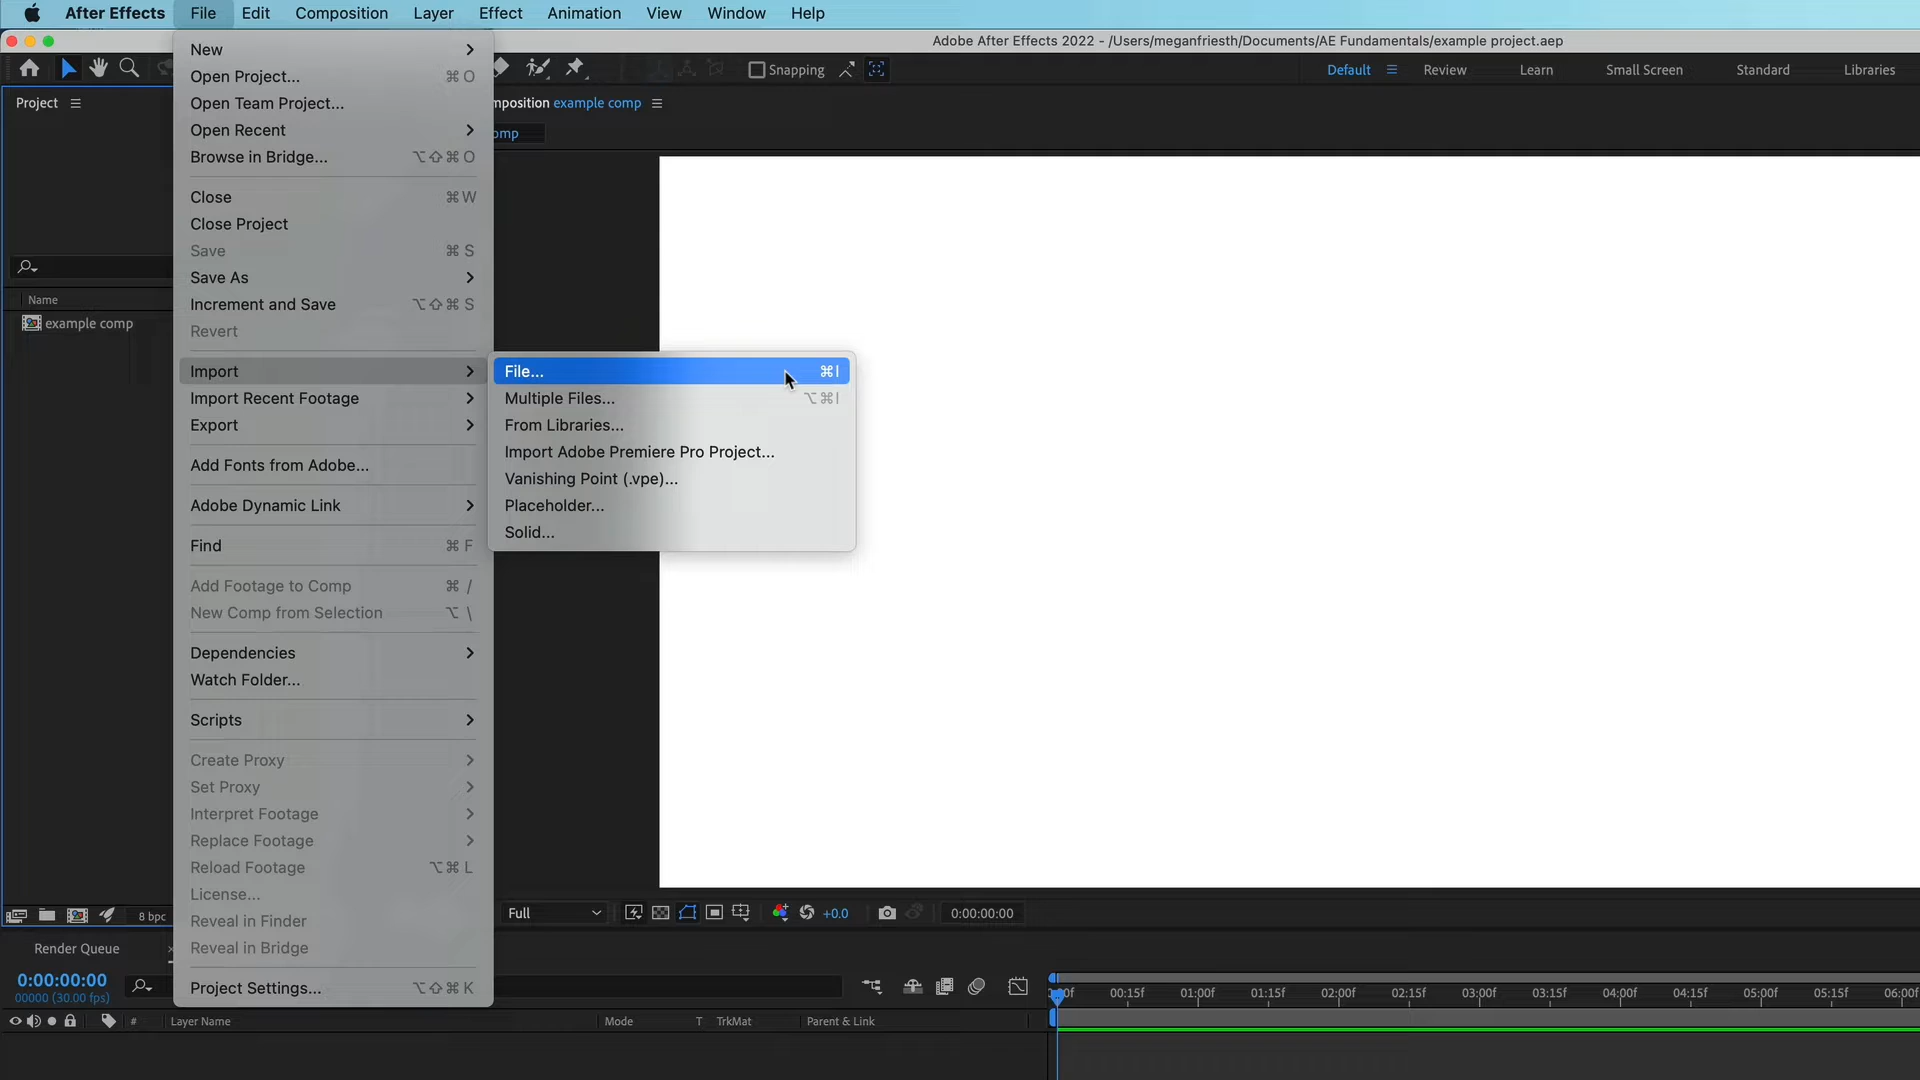 After Effects File Edit Composition Layer Effect Animation View Window Help
Adobe After Effects 2022 - /Users/meganfriesth/Documents/AE Fundamentals/example project.aep
Snapping
Default
Review
Learn
Small Screen
Standard
Libraries
Project
mposition example comp
omp
Name
example comp
New
Open Project... ⌘ O
Open Team Project...
Open Recent
Browse in Bridge... ⌥⇧⌘ O
Close ⌘ W
Close Project
Save ⌘ S
Save As
Increment and Save ⌥⇧⌘ S
Revert
Import
Import Recent Footage
Export
Add Fonts from Adobe...
Adobe Dynamic Link
Find ⌘ F
Add Footage to Comp ⌘ /
New Comp from Selection ⌥ \
Dependencies
Watch Folder...
Scripts
Create Proxy
Set Proxy
Interpret Footage
Replace Footage
Reload Footage ⌥⌘ L
License...
Reveal in Finder
Reveal in Bridge
Project Settings... ⌥⇧⌘ K
File... ⌘I
Multiple Files... ⌥⌘I
From Libraries...
Import Adobe Premiere Pro Project...
Vanishing Point (.vpe)...
Placeholder...
Solid...
8 bpc
Full
+0.0
0:00:00:00
Render Queue
0:00:00:00
00000 (30.00 fps)
00:15f 01:00f 01:15f 02:00f 02:15f 03:00f 03:15f 04:00f 04:15f 05:00f 05:15f 06:00f
# Layer Name Mode T TrkMat Parent & Link